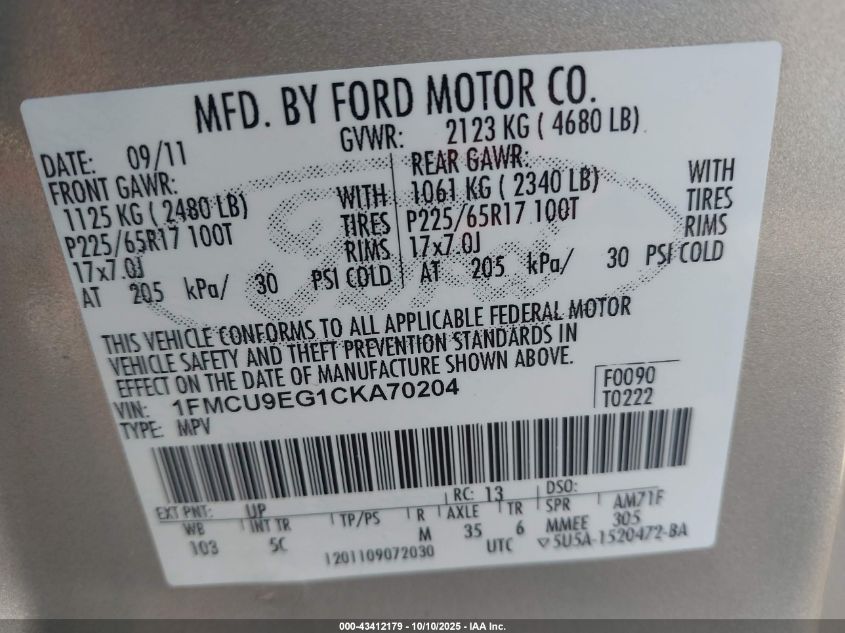 MFD. BY FORD MOTOR CO.
DATE: 09/11 GVWR: 2123 KG ( 4680 LB)
FRONT GAWR: REAR GAWR:
1125 KG ( 2480 LB) WITH 1061 KG ( 2340 LB) WITH
P225/65R17 100T TIRES P225/65R17 100T TIRES
17x7.0J RIMS 17x7.0J RIMS
AT 205 kPa/ 30 PSI COLD AT 205 kPa/ 30 PSI COLD
THIS VEHICLE CONFORMS TO ALL APPLICABLE FEDERAL MOTOR
VEHICLE SAFETY AND THEFT PREVENTION STANDARDS IN
EFFECT ON THE DATE OF MANUFACTURE SHOWN ABOVE.
VIN: 1FMCU9EG1CKA70204 F0090
TYPE: MPV T0222
EXT PNT: UP RC: 13 DSO:
WB INT TR TP/PS R AXLE TR SPR AM71F
103 5C M 35 6 MMEE 305
1201109072030 UTC ▽5U5A-1520472-BA
000-43412179 - 10/10/2025 - IAA Inc.